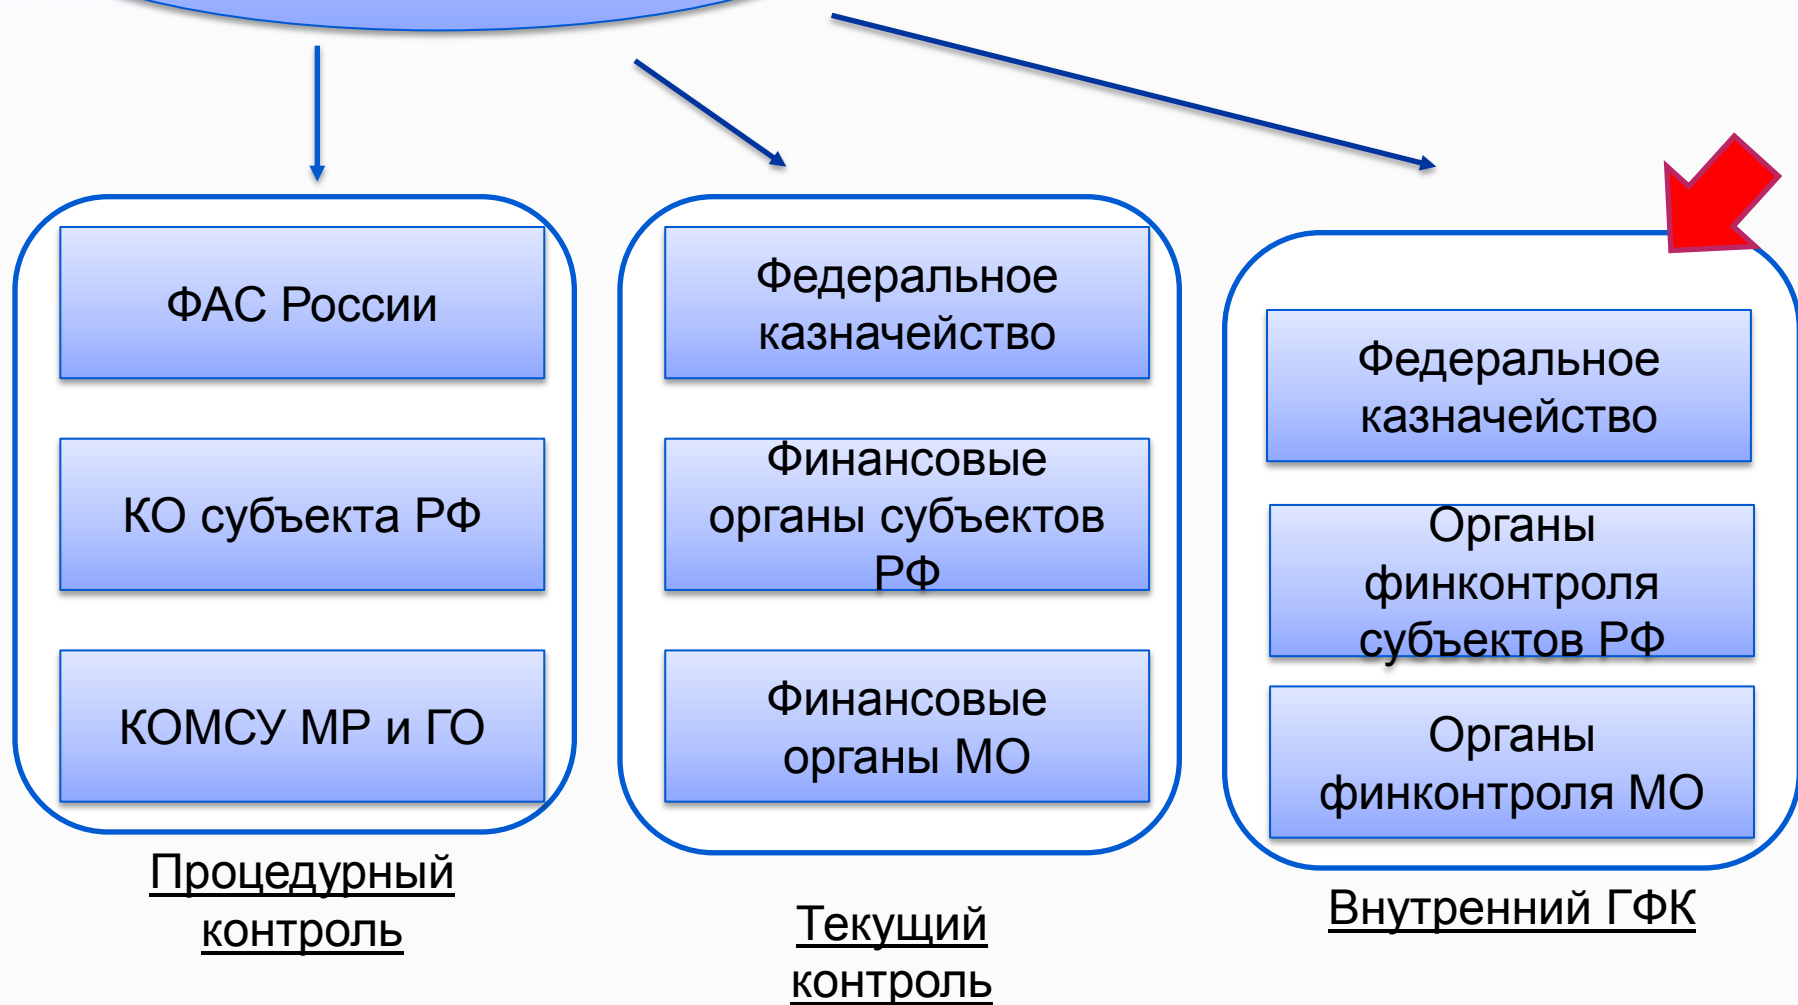 ФАС России
КО субъекта РФ
КОМСУ МР и ГО
Процедурный
контроль
Федеральное
казначейство
Финансовые
органы субъектов
РФ
Финансовые
органы МО
Текущий
контроль
Федеральное
казначейство
Органы
финконтроля
субъектов РФ
Органы
финконтроля МО
Внутренний ГФК